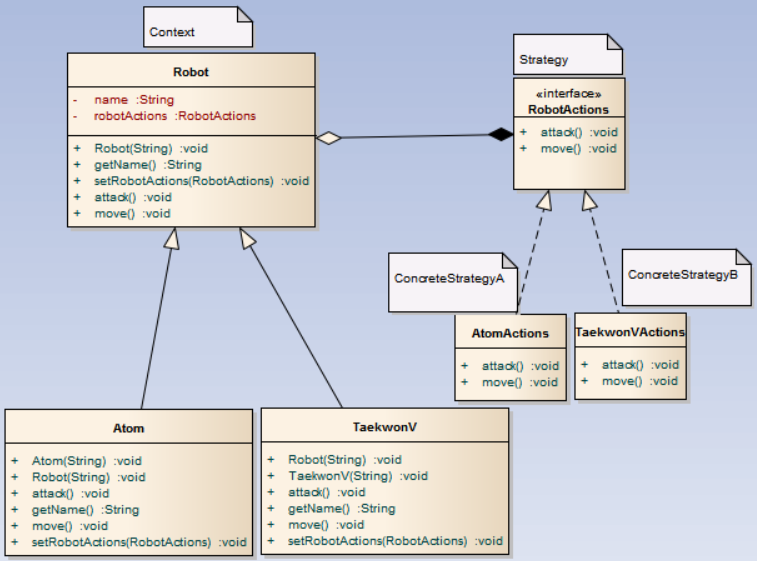 Context
Robot
- name :String
- robotActions :RobotActions
+ Robot(String) :void
+ getName() :String
+ setRobotActions(RobotActions) :void
+ attack() :void
+ move() :void
Strategy
«interface»
RobotActions
+ attack() :void
+ move() :void
ConcreteStrategyA
ConcreteStrategyB
AtomActions
+ attack() :void
+ move() :void
TaekwonVActions
+ attack() :void
+ move() :void
Atom
+ Atom(String) :void
+ Robot(String) :void
+ attack() :void
+ getName() :String
+ move() :void
+ setRobotActions(RobotActions) :void
TaekwonV
+ Robot(String) :void
+ TaekwonV(String) :void
+ attack() :void
+ getName() :String
+ move() :void
+ setRobotActions(RobotActions) :void